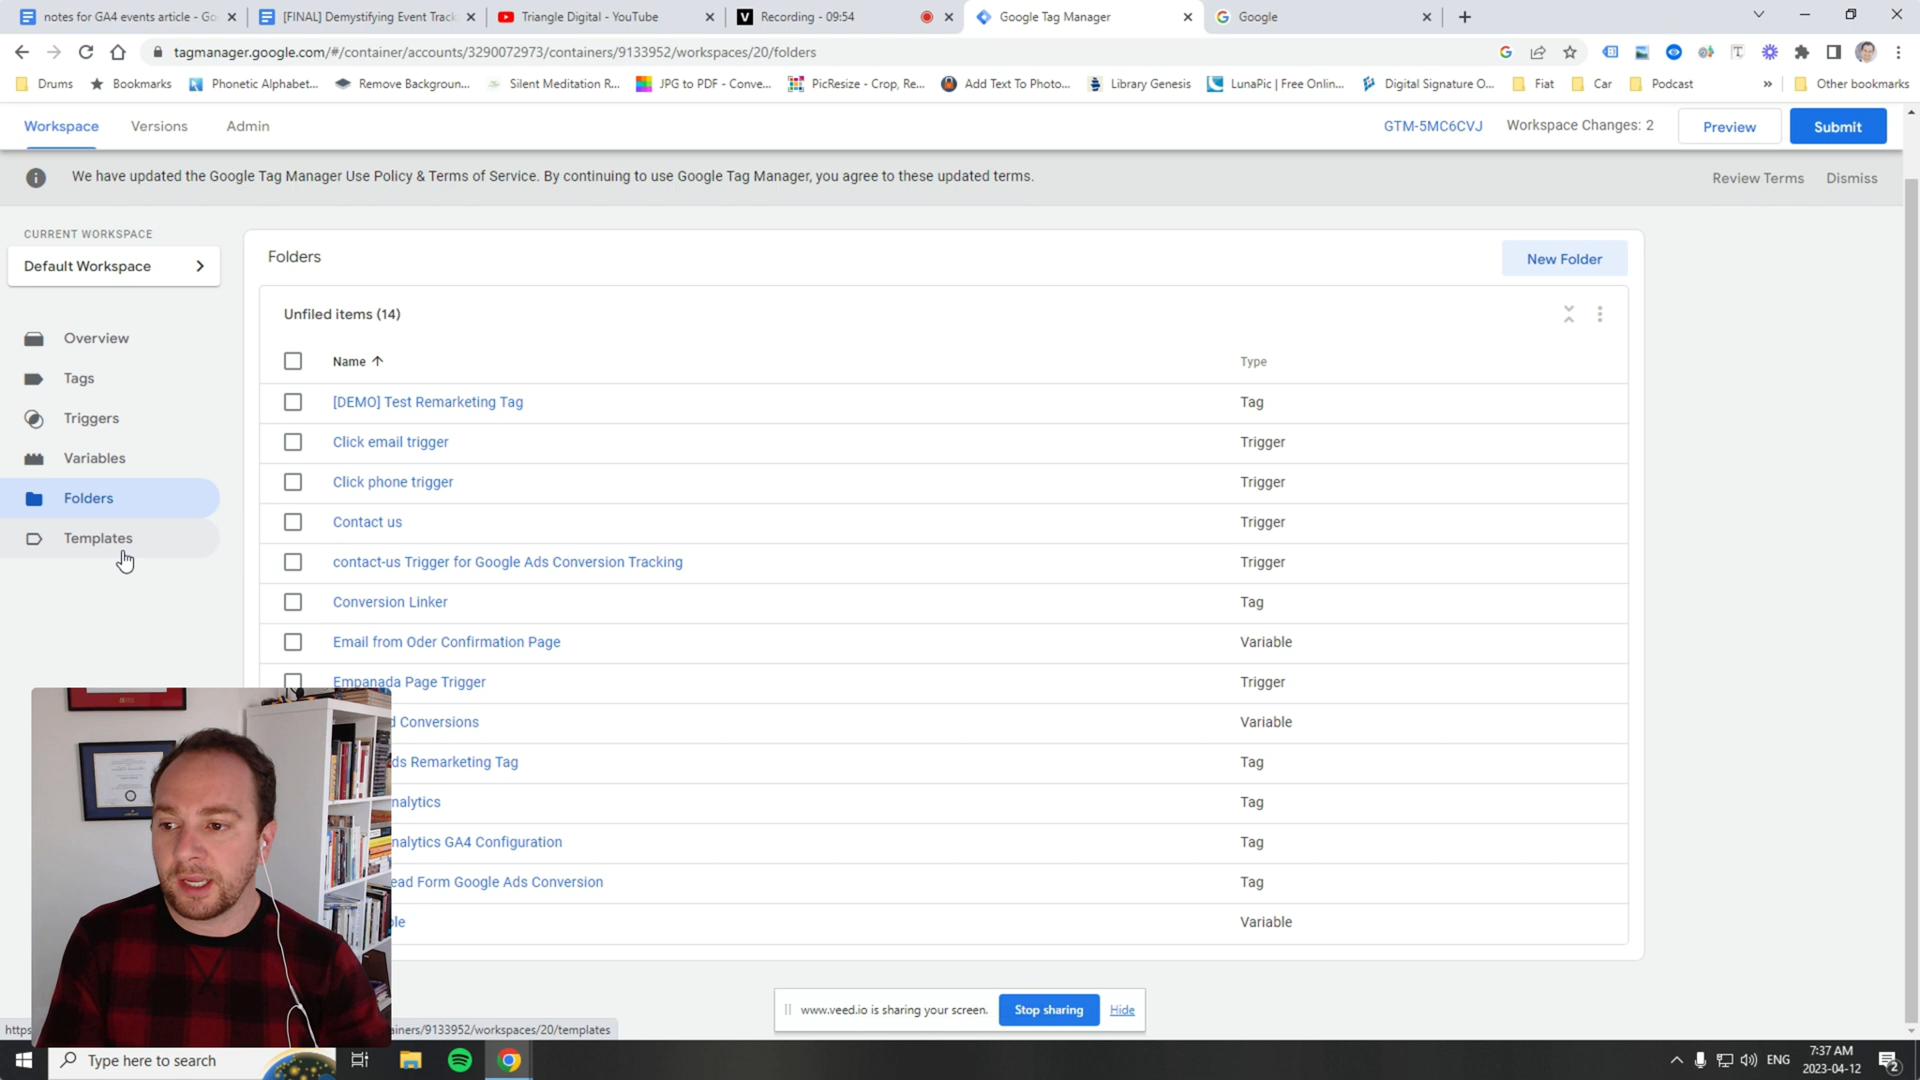 notes for GA4 events article - Go
[FINAL] Demystifying Event Track
Triangle Digital - YouTube
Recording - 09:54
Google Tag Manager
Google
tagmanager.google.com/#/container/accounts/3290072973/containers/9133952/workspaces/20/folders
Drums
Bookmarks
Phonetic Alphabet...
Remove Backgroun...
Silent Meditation R...
JPG to PDF - Conve...
PicResize - Crop, Re...
Add Text To Photo...
Library Genesis
LunaPic | Free Onlin...
Digital Signature O...
Fiat
Car
Podcast
»
Other bookmarks
Workspace
Versions
Admin
GTM-5MC6CVJ
Workspace Changes: 2
Preview
Submit
We have updated the Google Tag Manager Use Policy & Terms of Service. By continuing to use Google Tag Manager, you agree to these updated terms.
Review Terms
Dismiss
CURRENT WORKSPACE
Default Workspace
Overview
Tags
Triggers
Variables
Folders
Templates
Folders
New Folder
Unfiled items (14)
Name
Type
[DEMO] Test Remarketing Tag
Tag
Click email trigger
Trigger
Click phone trigger
Trigger
Contact us
Trigger
contact-us Trigger for Google Ads Conversion Tracking
Trigger
Conversion Linker
Tag
Email from Oder Confirmation Page
Variable
Empanada Page Trigger
Trigger
d Conversions
Variable
ds Remarketing Tag
Tag
nalytics
Tag
nalytics GA4 Configuration
Tag
ead Form Google Ads Conversion
Tag
ble
Variable
www.veed.io is sharing your screen.
Stop sharing
Hide
https
ainers/9133952/workspaces/20/templates
Type here to search
ENG
7:37 AM
2023-04-12
2